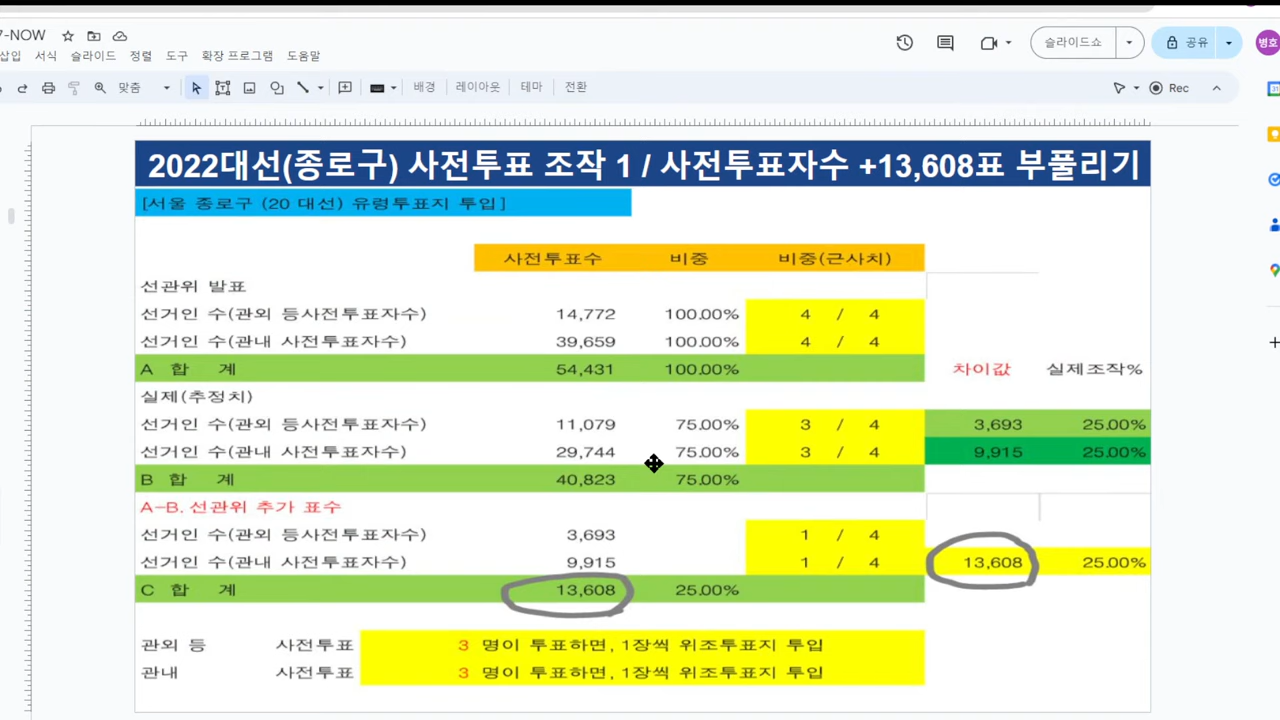 7-NOW
삽입 서식 슬라이드 정렬 도구 확장 프로그램 도움말
슬라이드쇼 공유 병호
맞춤 배경 레이아웃 테마 전환 Rec
2022대선(종로구) 사전투표 조작 1 / 사전투표자수 +13,608표 부풀리기
[서울 종로구 (20 대선) 유령투표지 투입]
사전투표수 비중 비중(근사치)
선관위 발표
선거인 수(관외 등사전투표자수) 14,772 100.00% 4 / 4
선거인 수(관내 사전투표자수) 39,659 100.00% 4 / 4
A 합 계 54,431 100.00% 차이값 실제조작%
실제(추정치)
선거인 수(관외 등사전투표자수) 11,079 75.00% 3 / 4 3,693 25.00%
선거인 수(관내 사전투표자수) 29,744 75.00% 3 / 4 9,915 25.00%
B 합 계 40,823 75.00%
A-B. 선관위 추가 표수
선거인 수(관외 등사전투표자수) 3,693 1 / 4
선거인 수(관내 사전투표자수) 9,915 1 / 4 13,608 25.00%
C 합 계 13,608 25.00%
관외 등 사전투표 3 명이 투표하면, 1장씩 위조투표지 투입
관내 사전투표 3 명이 투표하면, 1장씩 위조투표지 투입